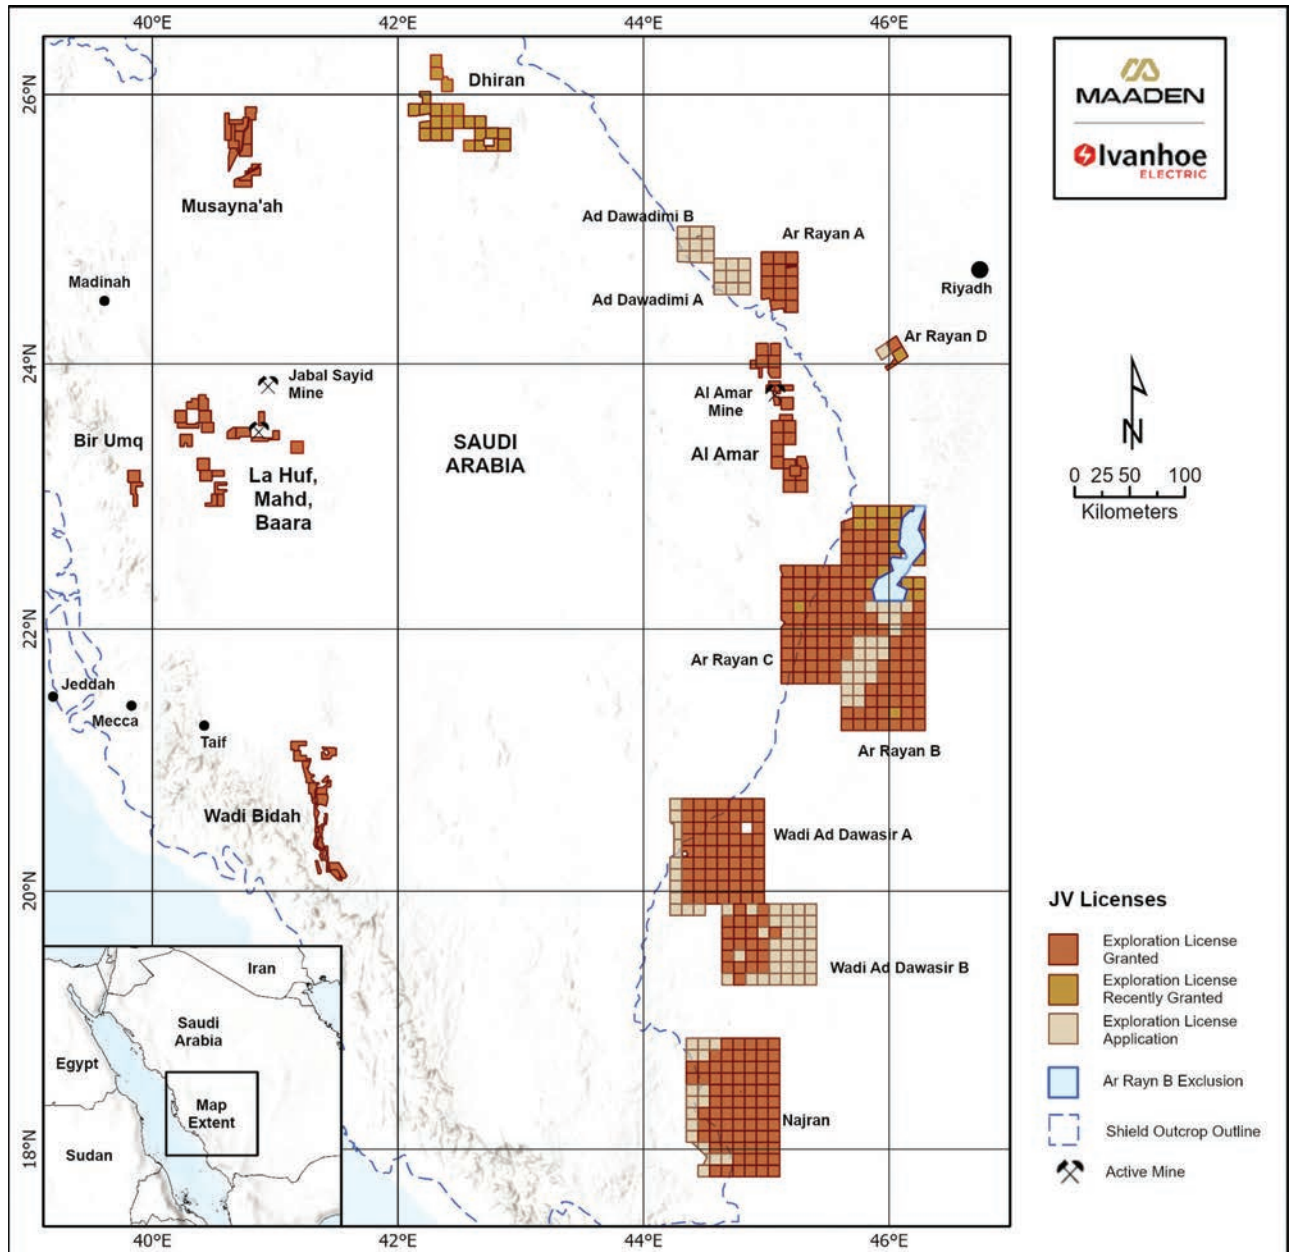 40°E
42°E
44°E
46°E
26°N
24°N
22°N
20°N
18°N
Dhiran
Musayna'ah
Ad Dawadimi B
Ar Rayan A
Madinah
Ad Dawadimi A
Riyadh
Ar Rayan D
Jabal Sayid
Mine
Al Amar
Mine
Bir Umq
SAUDI
ARABIA
Al Amar
La Huf,
Mahd,
Baara
Ar Rayan C
Jeddah
Mecca
Taif
Ar Rayan B
Wadi Bidah
Wadi Ad Dawasir A
Wadi Ad Dawasir B
Najran
Iran
Saudi
Arabia
Egypt
Map
Extent
Sudan
40°E
42°E
44°E
46°E
MAADEN
Ivanhoe
ELECTRIC
N
0 25 50 100
Kilometers
JV Licenses
Exploration License
Granted
Exploration License
Recently Granted
Exploration License
Application
Ar Rayn B Exclusion
Shield Outcrop Outline
Active Mine